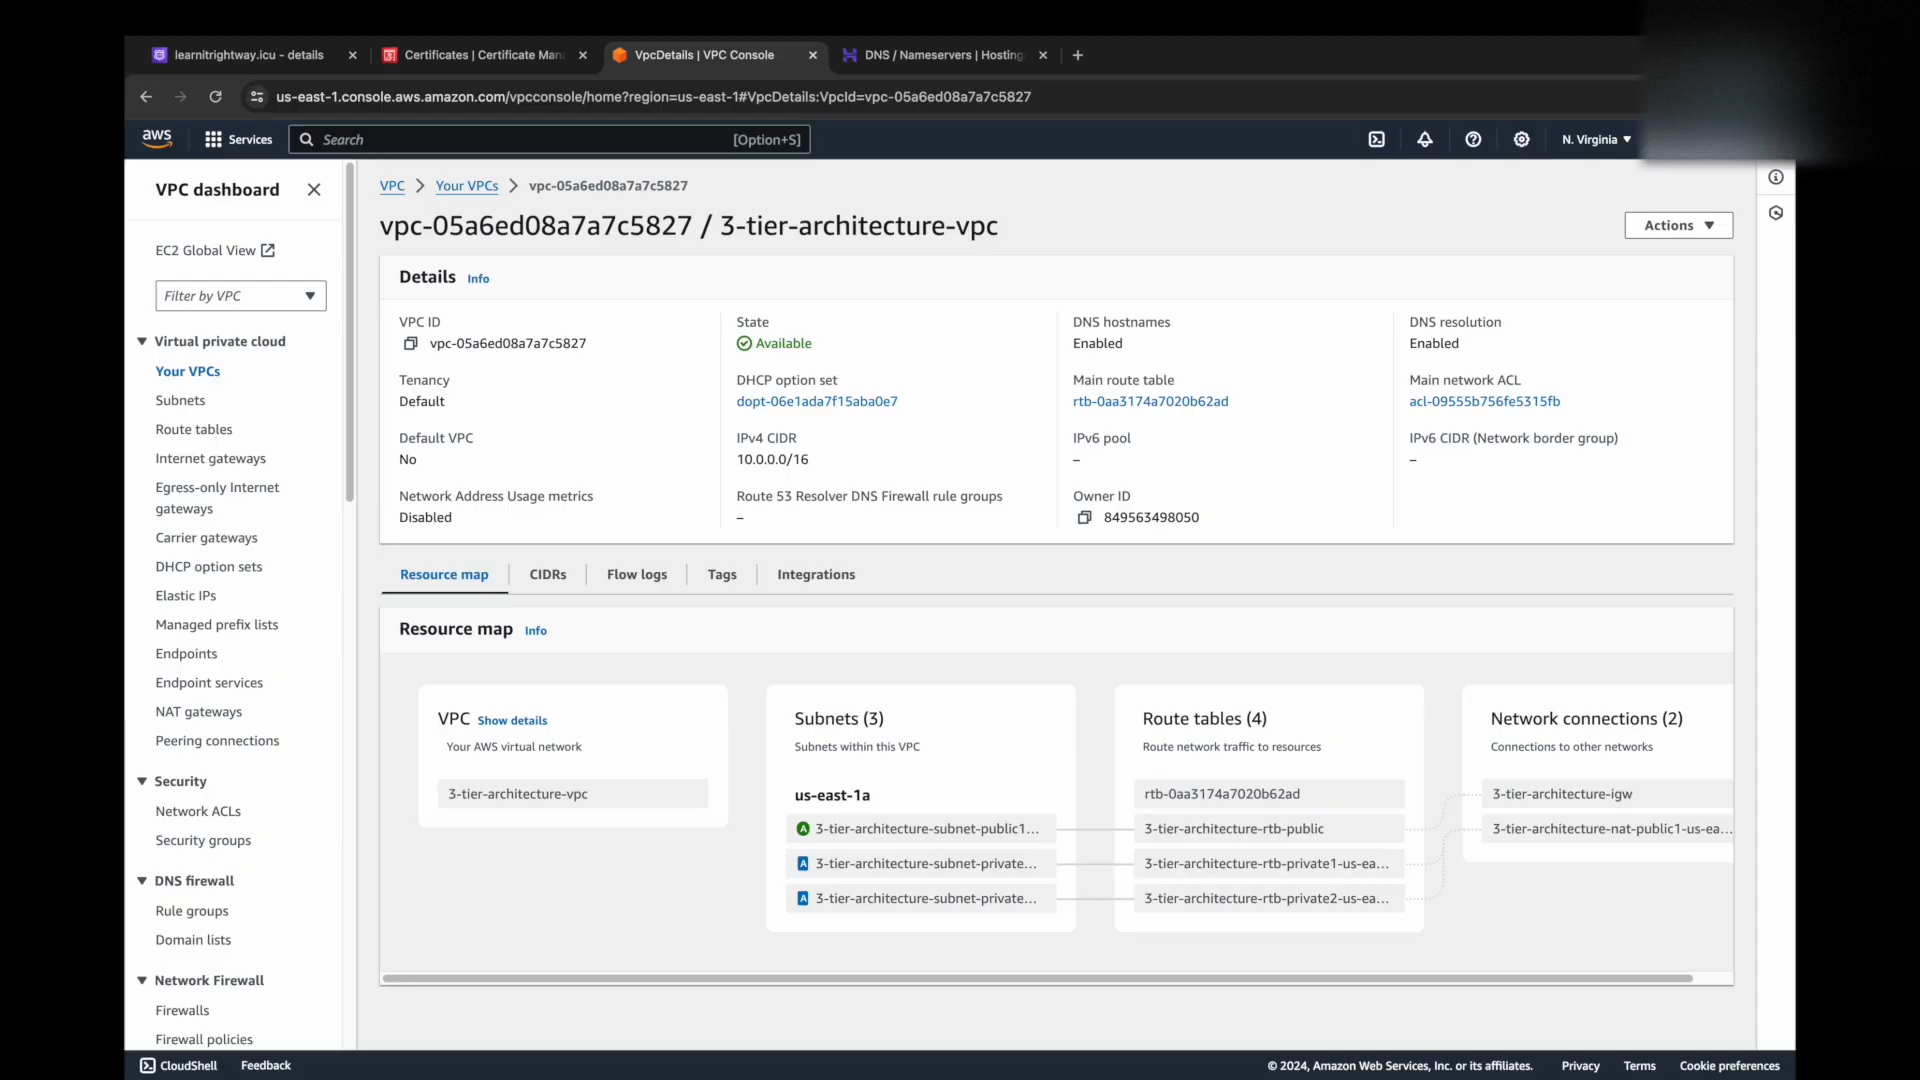 learnitrightway.icu - details
Certificates | Certificate Man
VpcDetails | VPC Console
DNS / Nameservers | Hosting
us-east-1.console.aws.amazon.com/vpcconsole/home?region=us-east-1#VpcDetails:VpcId=vpc-05a6ed08a7a7c5827
aws
Services
Search
[Option+S]
N. Virginia
VPC dashboard
EC2 Global View
Filter by VPC
Virtual private cloud
Your VPCs
Subnets
Route tables
Internet gateways
Egress-only Internet
gateways
Carrier gateways
DHCP option sets
Elastic IPs
Managed prefix lists
Endpoints
Endpoint services
NAT gateways
Peering connections
Security
Network ACLs
Security groups
DNS firewall
Rule groups
Domain lists
Network Firewall
Firewalls
Firewall policies
VPC > Your VPCs > vpc-05a6ed08a7a7c5827
vpc-05a6ed08a7a7c5827 / 3-tier-architecture-vpc
Actions
Details Info
VPC ID
vpc-05a6ed08a7a7c5827
State
Available
DNS hostnames
Enabled
DNS resolution
Enabled
Tenancy
Default
DHCP option set
dopt-06e1ada7f15aba0e7
Main route table
rtb-0aa3174a7020b62ad
Main network ACL
acl-09555b756fe5315fb
Default VPC
No
IPv4 CIDR
10.0.0.0/16
IPv6 pool
–
IPv6 CIDR (Network border group)
–
Network Address Usage metrics
Disabled
Route 53 Resolver DNS Firewall rule groups
–
Owner ID
849563498050
Resource map
CIDRs
Flow logs
Tags
Integrations
Resource map Info
VPC Show details
Your AWS virtual network
3-tier-architecture-vpc
Subnets (3)
Subnets within this VPC
us-east-1a
A 3-tier-architecture-subnet-public1...
A 3-tier-architecture-subnet-private...
A 3-tier-architecture-subnet-private...
Route tables (4)
Route network traffic to resources
rtb-0aa3174a7020b62ad
3-tier-architecture-rtb-public
3-tier-architecture-rtb-private1-us-ea...
3-tier-architecture-rtb-private2-us-ea...
Network connections (2)
Connections to other networks
3-tier-architecture-igw
3-tier-architecture-nat-public1-us-ea...
CloudShell
Feedback
© 2024, Amazon Web Services, Inc. or its affiliates.
Privacy
Terms
Cookie preferences